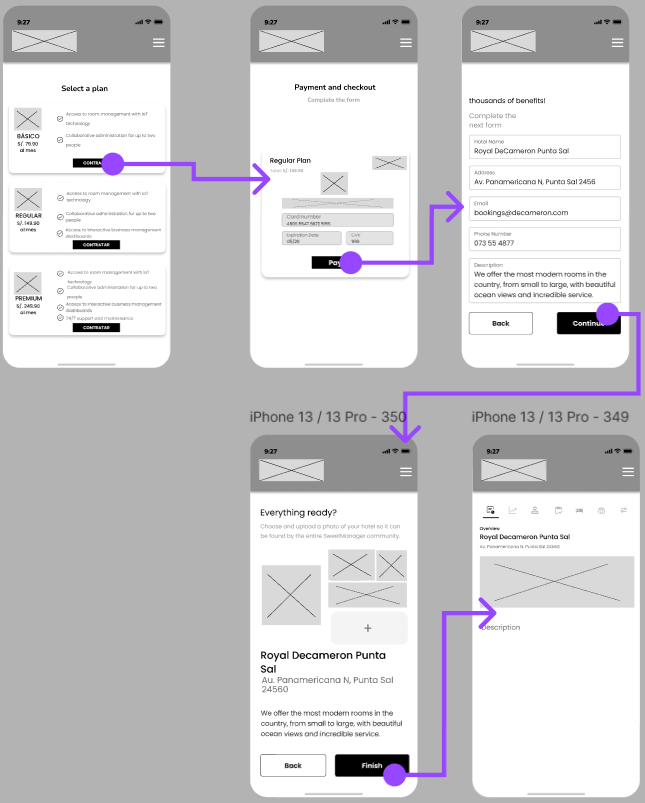 9:27
Select a plan
BÁSICO
S/. 79.90
al mes
Access to room management with IoT
technology
Collaborative administration for up to two
people
CONTRA
REGULAR
S/. 149.90
al mes
Access to room management with IoT
technology
Collaborative administration for up to two
people
Access to interactive business management
dashboards
CONTRATAR
PREMIUM
S/. 249.90
al mes
Access to room management with IoT
technology
Collaborative administration for up to two
people
Access to interactive business management
dashboards
24/7 support and maintenance
CONTRATAR
9:27
Payment and checkout
Complete the form
Regular Plan
Total: S/. 149.90
Card Number
Expiration Date
05/28
CVV
Pay
9:27
thousands of benefits!
Complete the
next form
Hotel Name
Royal DeCameron Punta Sal
Address
Av. Panamericana N, Punta Sal 2456
Email
bookings@decameron.com
Phone Number
073 55 4877
Description
We offer the most modern rooms in the
country, from small to large, with beautiful
ocean views and incredible service.
Back
Continue
iPhone 13 / 13 Pro - 350
9:27
Everything ready?
Choose and upload a photo of your hotel so it can
be found by the entire SweetManager community.
+
Royal Decameron Punta
Sal
Au. Panamericana N, Punta Sal
24560
We offer the most modern rooms in the
country, from small to large, with beautiful
ocean views and incredible service.
Back
Finish
iPhone 13 / 13 Pro - 349
9:27
Overview
Royal Decameron Punta Sal
Av. Panamericana N, Punta Sal 24560
Description